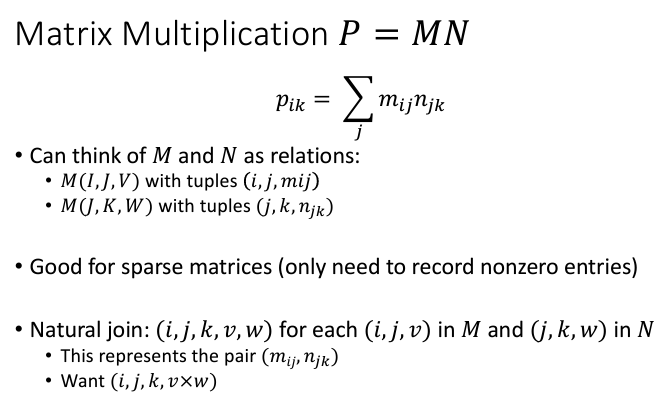 Matrix Multiplication P = MN
p_{ik} = \sum_{j} m_{ij}n_{jk}
• Can think of M and N as relations:
• M(I,J,V) with tuples (i,j,mij)
• M(J,K,W) with tuples (j,k,n_{jk})
• Good for sparse matrices (only need to record nonzero entries)
• Natural join: (i,j,k,v,w) for each (i,j,v) in M and (j,k,w) in N
• This represents the pair (m_{ij},n_{jk})
• Want (i,j,k,v×w)